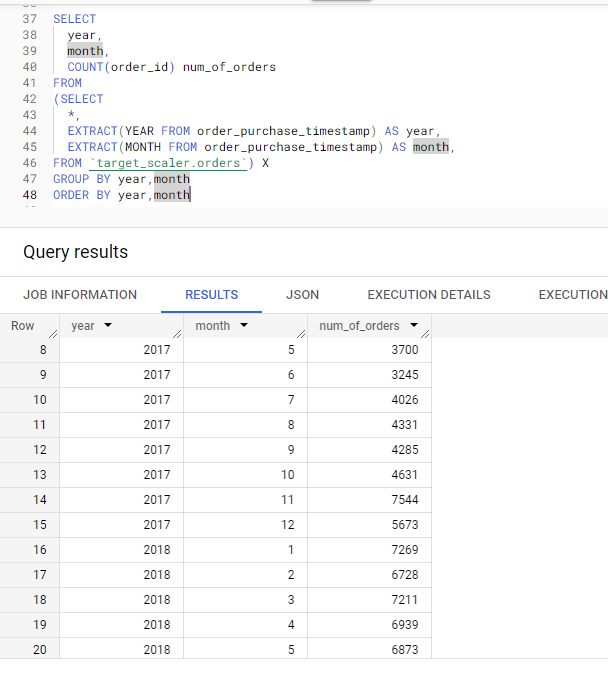 37 SELECT
38 year,
39 month,
40 COUNT(order_id) num_of_orders
41 FROM
42 (SELECT
43 *,
44 EXTRACT(YEAR FROM order_purchase_timestamp) AS year,
45 EXTRACT(MONTH FROM order_purchase_timestamp) AS month,
46 FROM `target_scaler.orders`) X
47 GROUP BY year,month
48 ORDER BY year,month
Query results
JOB INFORMATION RESULTS JSON EXECUTION DETAILS EXECUTION
Row year month num_of_orders
8 2017 5 3700
9 2017 6 3245
10 2017 7 4026
11 2017 8 4331
12 2017 9 4285
13 2017 10 4631
14 2017 11 7544
15 2017 12 5673
16 2018 1 7269
17 2018 2 6728
18 2018 3 7211
19 2018 4 6939
20 2018 5 6873